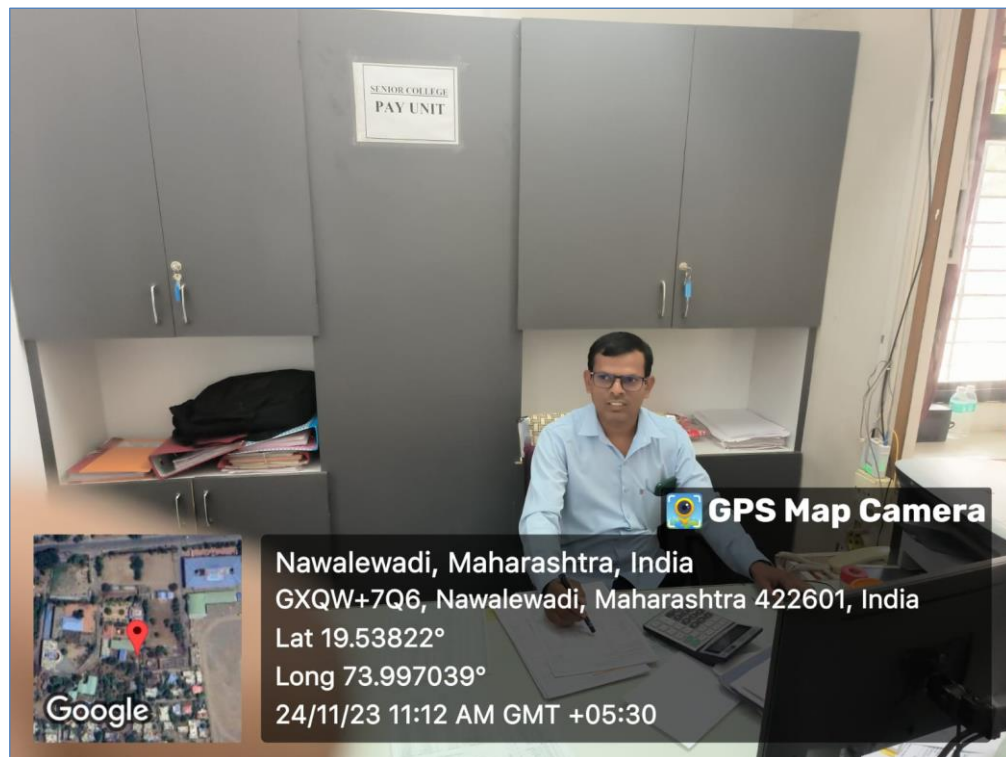 SENIOR COLLEGE
PAY UNIT
GPS Map Camera
Nawalewadi, Maharashtra, India
GXQW+7Q6, Nawalewadi, Maharashtra 422601, India
Lat 19.53822°
Long 73.997039°
24/11/23 11:12 AM GMT +05:30
Google